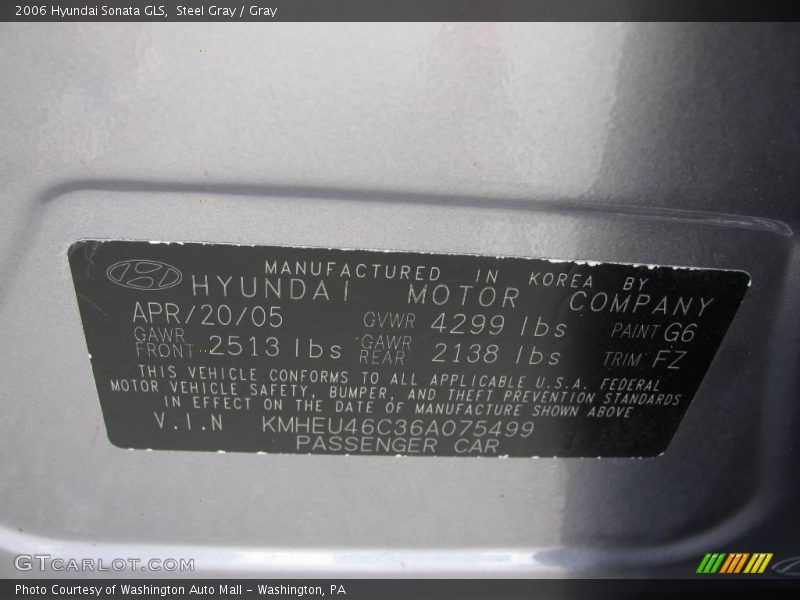 2006 Hyundai Sonata GLS, Steel Gray / Gray
MANUFACTURED IN KOREA BY
HYUNDAI MOTOR COMPANY
APR/20/05 GVWR 4299 lbs PAINT G6
GAWR FRONT 2513 lbs GAWR REAR 2138 lbs TRIM FZ
THIS VEHICLE CONFORMS TO ALL APPLICABLE U.S.A. FEDERAL
MOTOR VEHICLE SAFETY, BUMPER, AND THEFT PREVENTION STANDARDS
IN EFFECT ON THE DATE OF MANUFACTURE SHOWN ABOVE
V.I.N KMHEU46C36A075499
PASSENGER CAR
GTCARLOT.COM
Photo Courtesy of Washington Auto Mall - Washington, PA